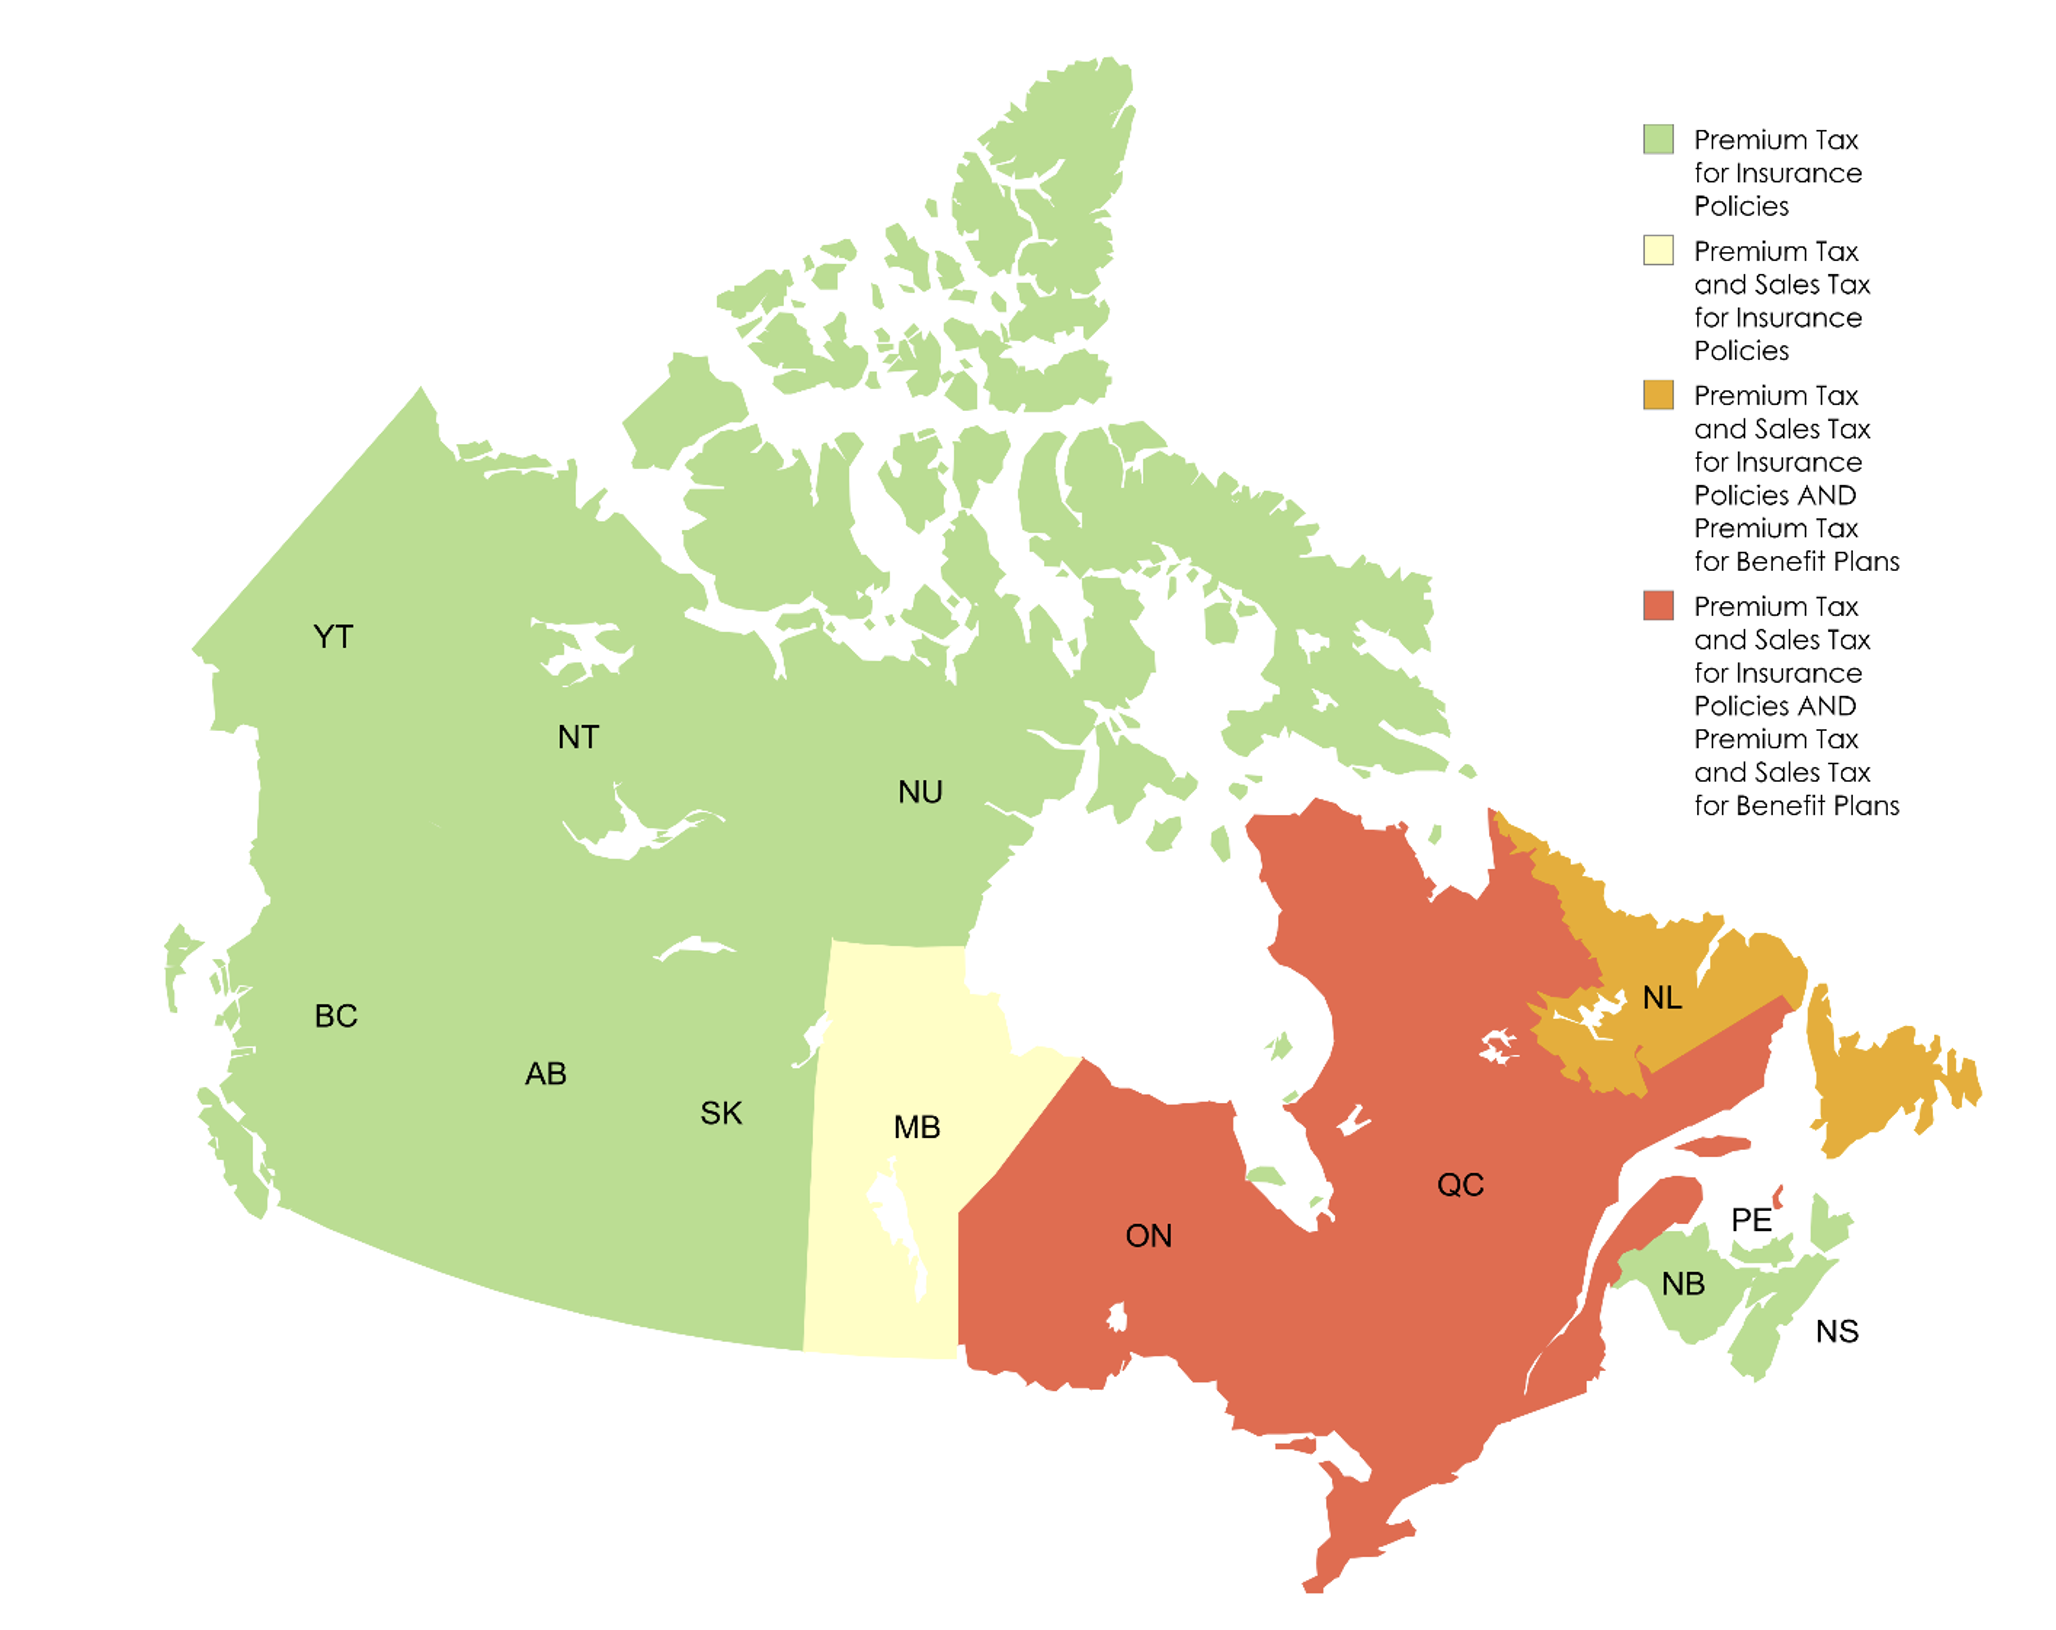 Premium Tax
for Insurance
Policies
Premium Tax
and Sales Tax
for Insurance
Policies
Premium Tax
and Sales Tax
for Insurance
Policies AND
Premium Tax
for Benefit Plans
Premium Tax
and Sales Tax
for Insurance
Policies AND
Premium Tax
and Sales Tax
for Benefit Plans
YT
NT
NU
BC
AB
SK
MB
ON
QC
NL
PE
NB
NS